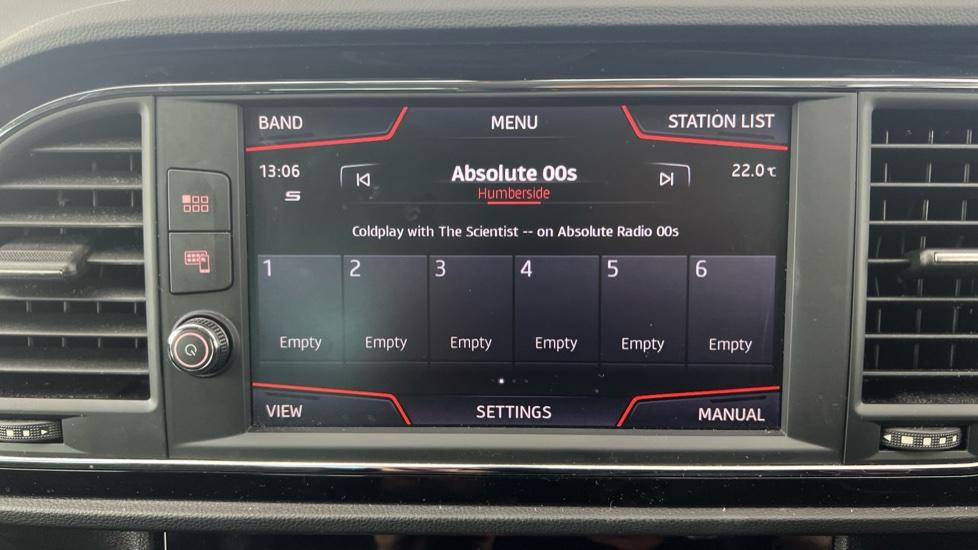 BAND MENU STATION LIST
13:06 Absolute 00s 22.0℃
Humberside
Coldplay with The Scientist -- on Absolute Radio 00s
1 2 3 4 5 6
Empty Empty Empty Empty Empty Empty
VIEW SETTINGS MANUAL